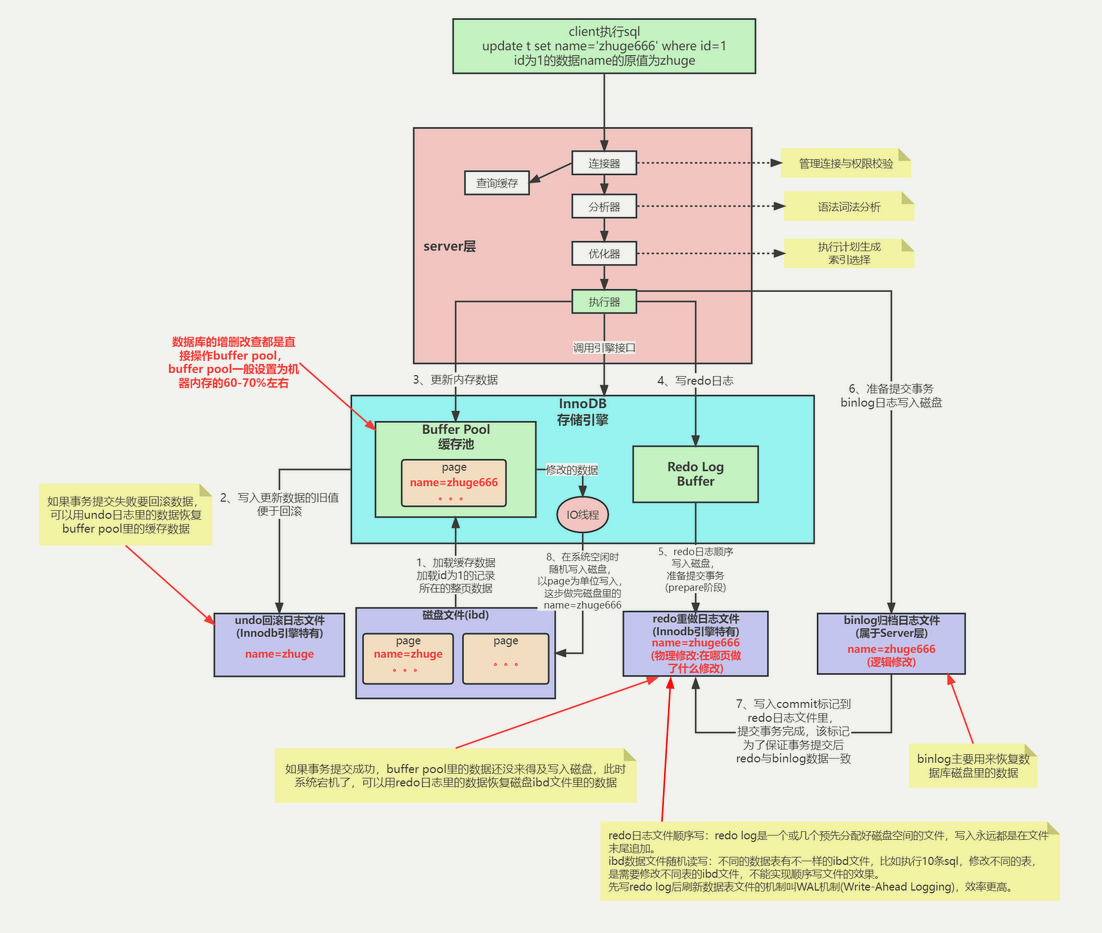 client执行sql
update t set name='zhuge666' where id=1
id为1的数据name的原值为zhuge
连接器
管理连接与权限校验
查询缓存
分析器
语法词法分析
server层
优化器
执行计划生成
索引选择
执行器
调用引擎接口
数据库的增删改查都是直
接操作buffer pool，
buffer pool一般设置为机
器内存的60-70%左右
3、更新内存数据
4、写redo日志
6、准备提交事务
binlog日志写入磁盘
InnoDB
存储引擎
Buffer Pool
缓存池
page
name=zhuge666
。。。
修改的数据
IO线程
Redo Log
Buffer
如果事务提交失败要回滚数据，
可以用undo日志里的数据恢复
buffer pool里的缓存数据
2、写入更新数据的旧值
便于回滚
1、加载缓存数据
加载id为1的记录
所在的整页数据
8、在系统空闲时
随机写入磁盘，
以page为单位写入，
这步做完磁盘里的
name=zhuge666
5、redo日志顺序
写入磁盘，
准备提交事务
(prepare阶段)
undo回滚日志文件
(Innodb引擎特有)
name=zhuge
磁盘文件(ibd)
page
name=zhuge
。。。
page
。。。
redo重做日志文件
(Innodb引擎特有)
name=zhuge666
(物理修改:在哪页做
了什么修改)
binlog归档日志文件
(属于Server层)
name=zhuge666
(逻辑修改)
7、写入commit标记到
redo日志文件里，
提交事务完成，该标记
为了保证事务提交后
redo与binlog数据一致
如果事务提交成功，buffer pool里的数据还没来得及写入磁盘，此时
系统宕机了，可以用redo日志里的数据恢复磁盘ibd文件里的数据
binlog主要用来恢复数
据库磁盘里的数据
redo日志文件顺序写：redo log是一个或几个预先分配好磁盘空间的文件，写入永远都是在文件
末尾追加。
ibd数据文件随机读写：不同的数据表有不一样的ibd文件，比如执行10条sql，修改不同的表，
是需要修改不同表的ibd文件，不能实现顺序写文件的效果。
先写redo log后刷新数据表文件的机制叫WAL机制(Write-Ahead Logging)，效率更高。